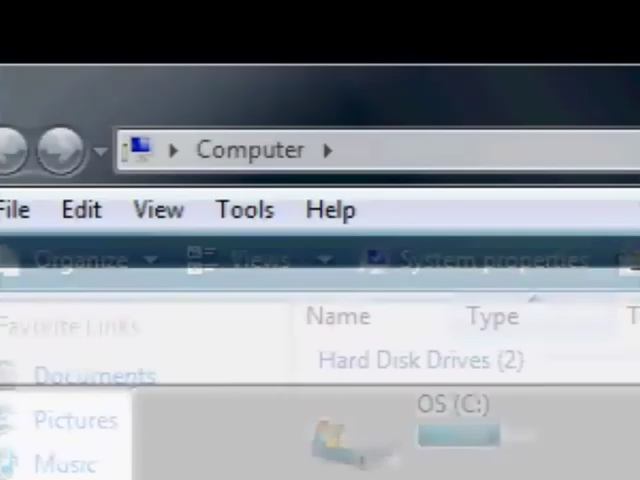 Computer
File Edit View Tools Help
Organize Views System properties
Favorite Links
Name Type
Documents
Hard Disk Drives (2)
OS (C:)
Pictures
Music